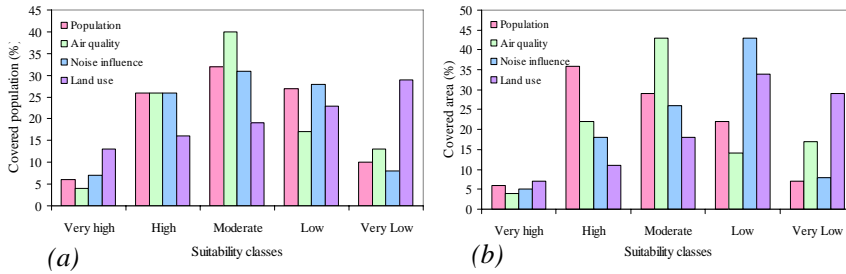 45
40
35
30
25
20
15
10
5
0
Covered population (%)
Population
Air quality
Noise influence
Land use
Very high High Moderate Low Very Low
Suitability classes
(a)
50
45
40
35
30
25
20
15
10
5
0
Covered area (%)
Population
Air quality
Noise influence
Land use
Very high High Moderate Low Very Low
Suitability classes
(b)